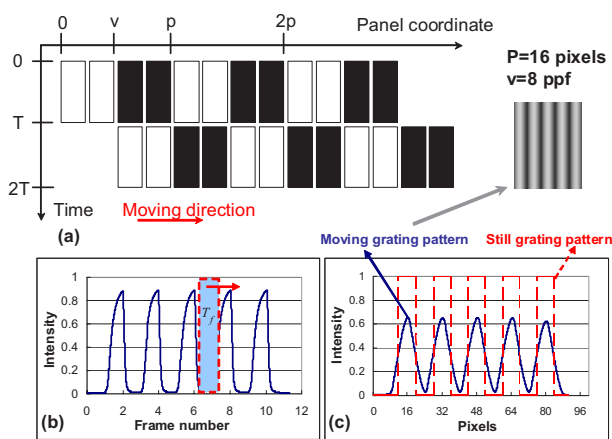 0 v p 2p Panel coordinate
0
T
2T
Time
Moving direction
(a)
P=16 pixels
v=8 ppf
Moving grating pattern
Still grating pattern
1
0.8
0.6
0.4
0.2
0
Intensity
T_f
(b)
0 2 4 6 8 10
Frame number
1
0.8
0.6
0.4
0.2
0
Intensity
(c)
0 16 32 48 64 80 96
Pixels